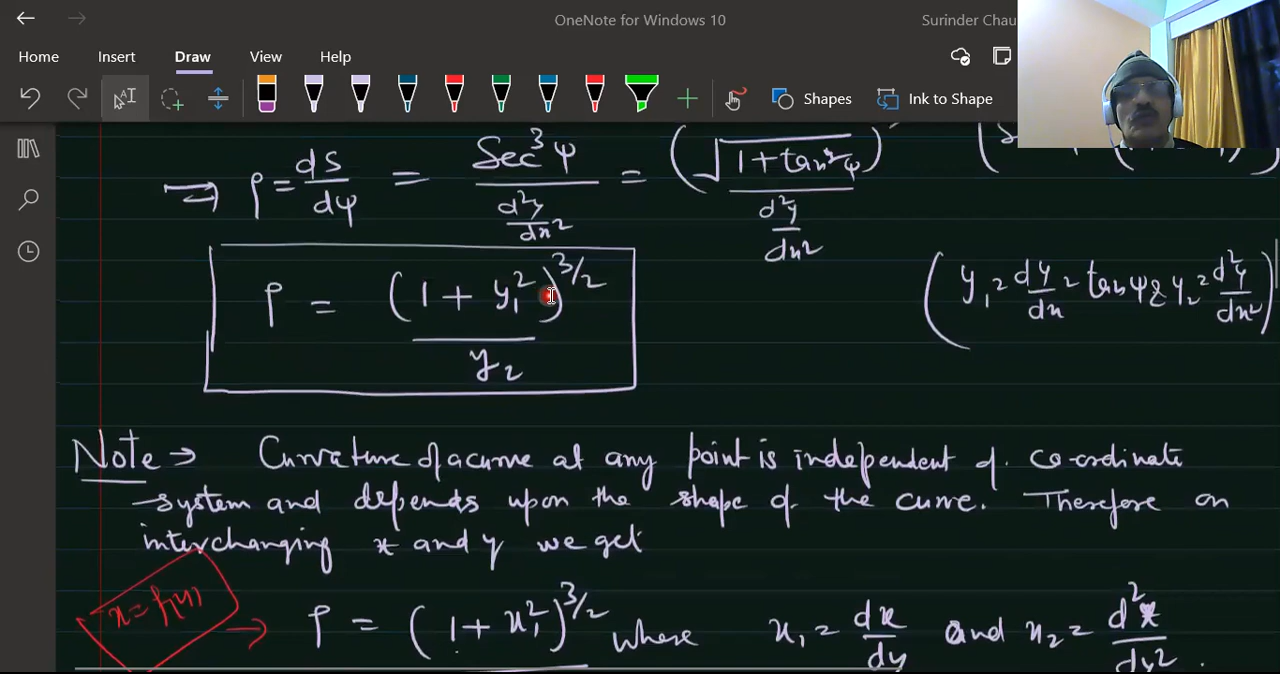 OneNote for Windows 10
Surinder Chau
Home Insert Draw View Help
Shapes Ink to Shape
⇒ ρ = ds/dψ = Sec³ψ / (d²y/dx²) = (√(1 + tan²ψ)) / (d²y/dx²)
ρ = (1 + y₁²)^(3/2) / y₂
(y₁ = dy/dx = tan ψ & y₂ = d²y/dx²)
Note → Curvature of a curve at any point is independent of co-ordinate
system and depends upon the shape of the curve. Therefore on
interchanging x and y we get
x = f(y) → ρ = (1 + x₁²)^(3/2) where x₁ = dx/dy and x₂ = d²x/dy².